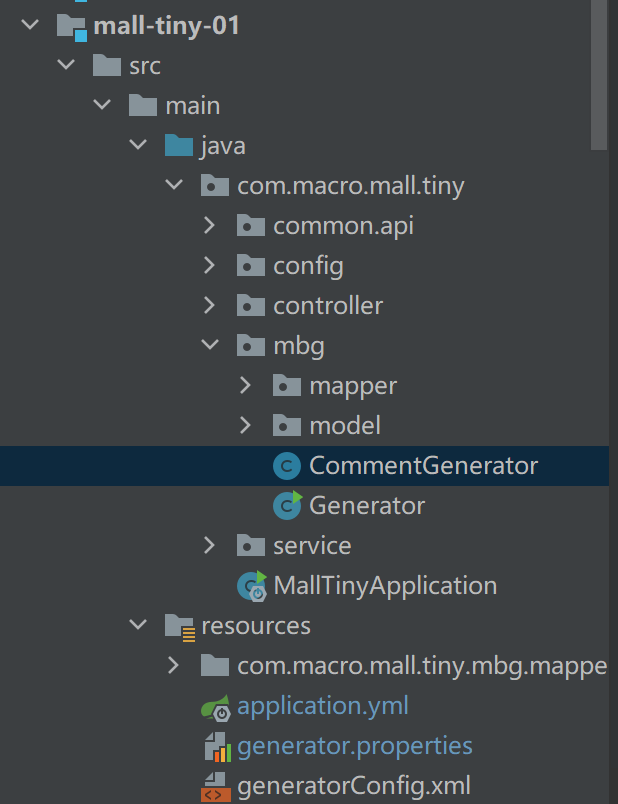 mall-tiny-01
src
main
java
com.macro.mall.tiny
common.api
config
controller
mbg
mapper
model
CommentGenerator
Generator
service
MallTinyApplication
resources
com.macro.mall.tiny.mbg.mappe
application.yml
generator.properties
generatorConfig.xml